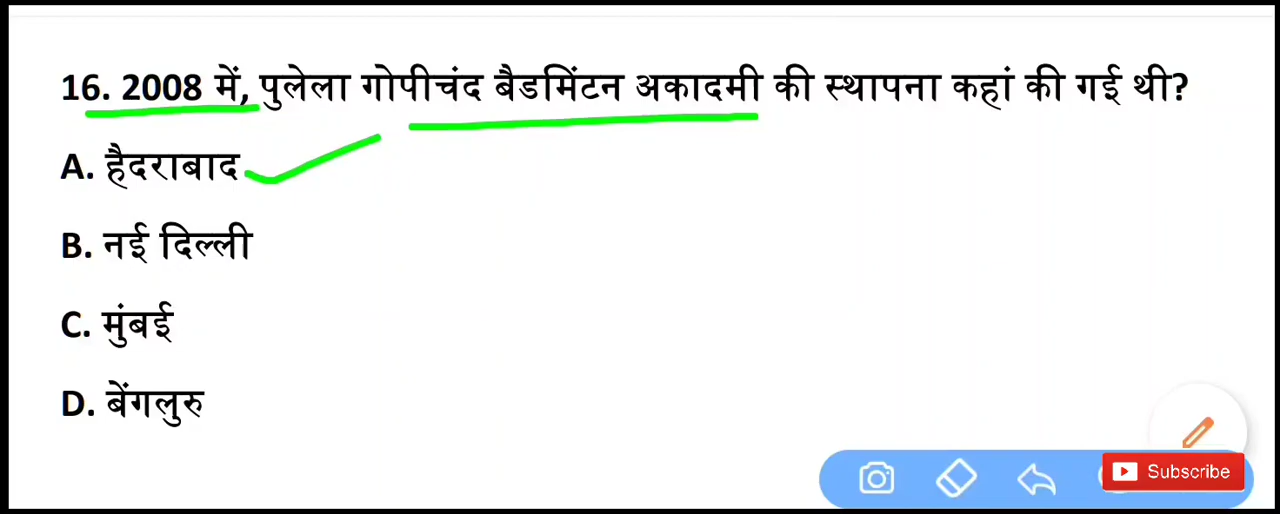 16. 2008 में, पुलेला गोपीचंद बैडमिंटन अकादमी की स्थापना कहां की गई थी?
A. हैदराबाद
B. नई दिल्ली
C. मुंबई
D. बेंगलुरु
Subscribe